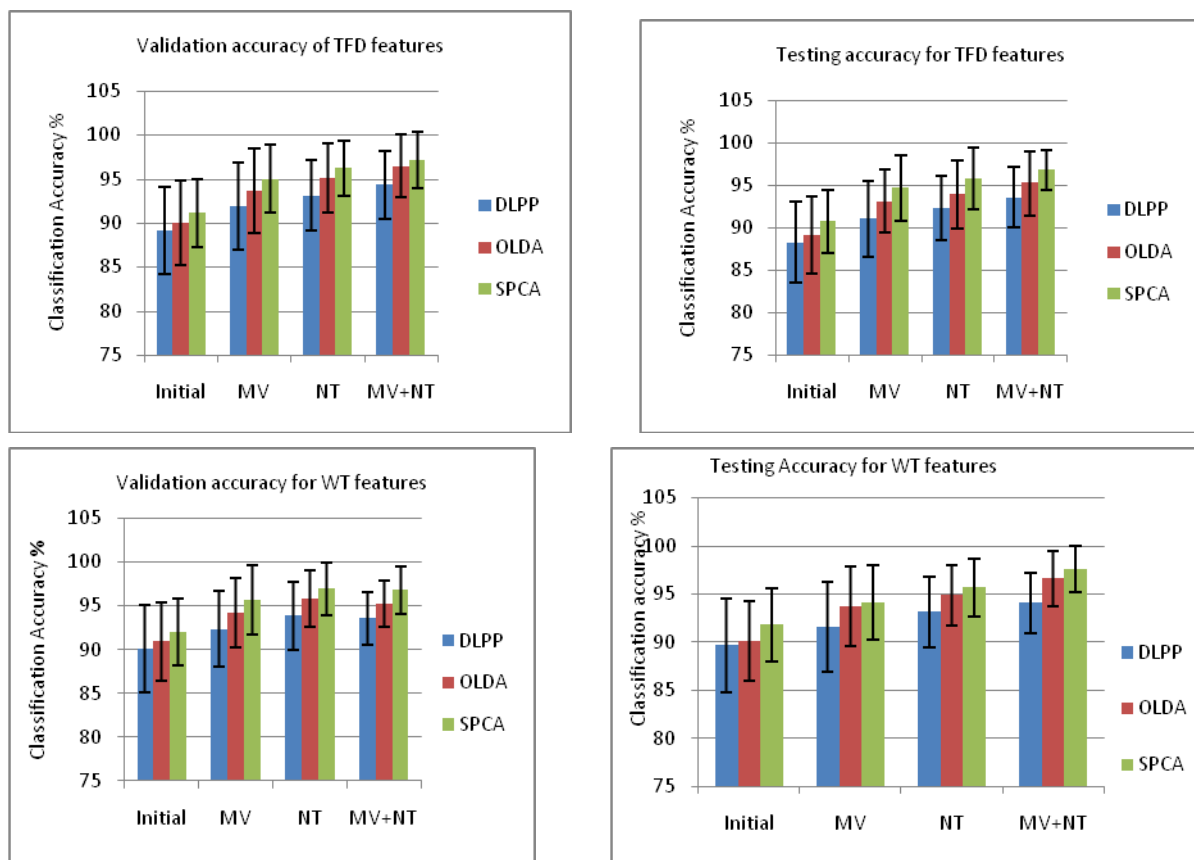 Validation accuracy of TFD features
Classification Accuracy %
105
100
95
90
85
80
75
Initial MV NT MV+NT
DLPP
OLDA
SPCA
Testing accuracy for TFD features
Classification Accuracy %
105
100
95
90
85
80
75
Initial MV NT MV+NT
DLPP
OLDA
SPCA
Validation accuracy for WT features
Classification Accuracy %
105
100
95
90
85
80
75
Initial MV NT MV+NT
DLPP
OLDA
SPCA
Testing Accuracy for WT features
Classification accuracy %
105
100
95
90
85
80
75
Initial MV NT MV+NT
DLPP
OLDA
SPCA